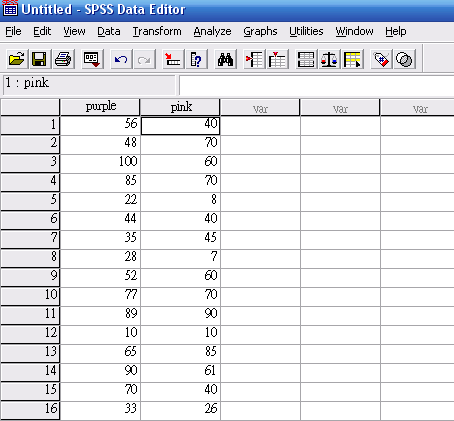 Untitled - SPSS Data Editor
File Edit View Data Transform Analyze Graphs Utilities Window Help
1 : pink
purple pink var var var
1 56 40
2 48 70
3 100 60
4 85 70
5 22 8
6 44 40
7 35 45
8 28 7
9 52 60
10 77 70
11 89 90
12 10 10
13 65 85
14 90 61
15 70 40
16 33 26